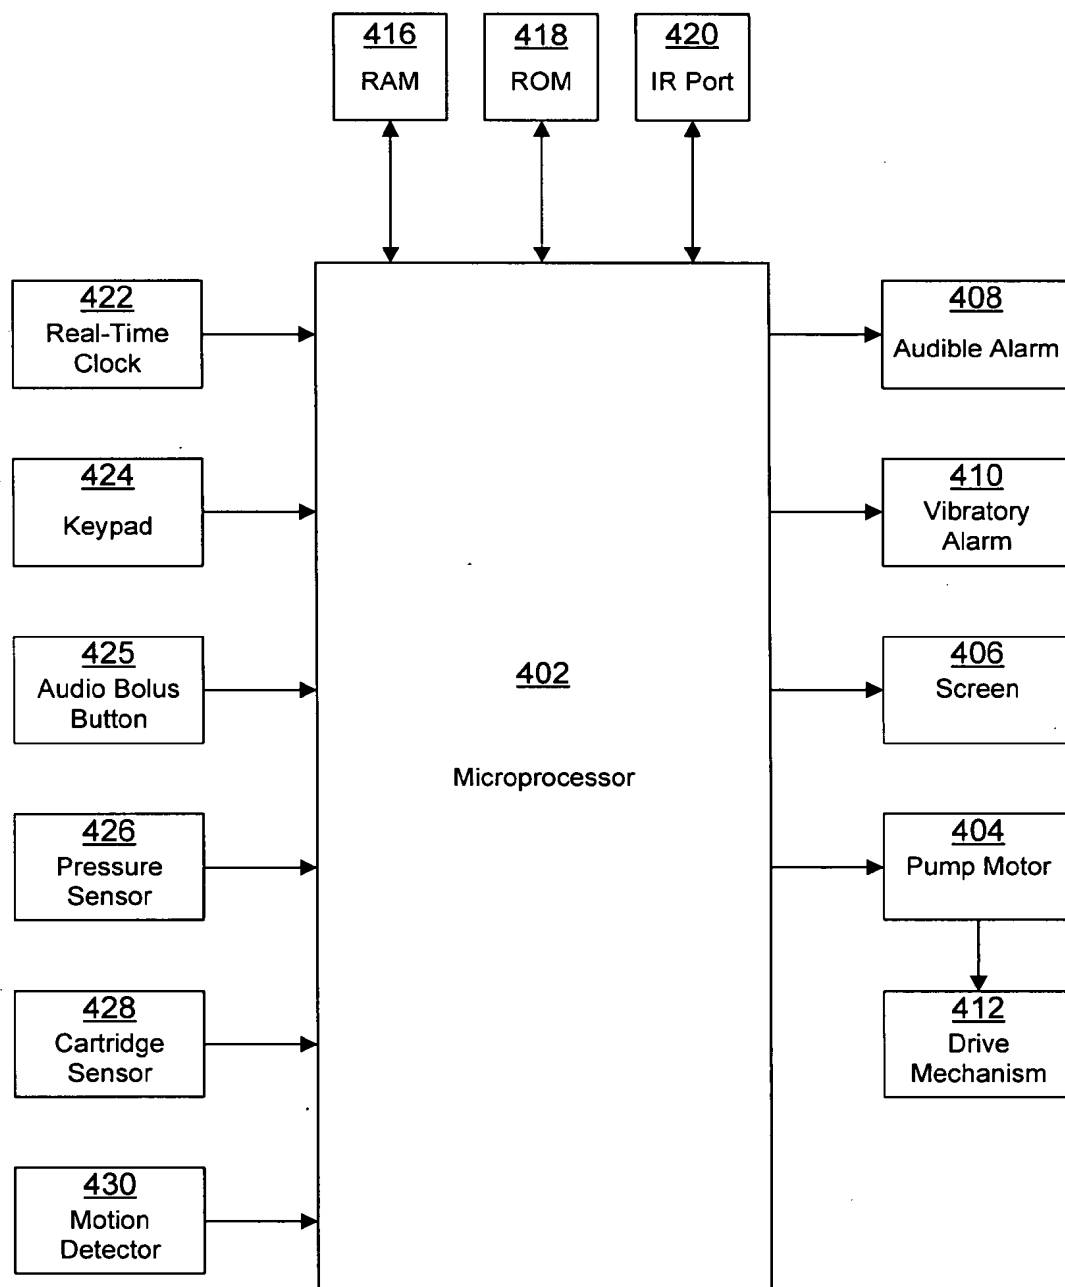 416
RAM
418
ROM
420
IR Port
422
Real-Time
Clock
424
Keypad
425
Audio Bolus
Button
426
Pressure
Sensor
428
Cartridge
Sensor
430
Motion
Detector
402
Microprocessor
408
Audible Alarm
410
Vibratory
Alarm
406
Screen
404
Pump Motor
412
Drive
Mechanism